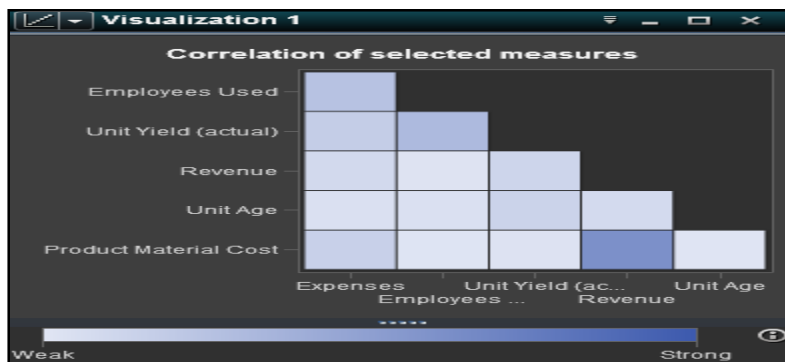 Visualization 1
Correlation of selected measures
Employees Used
Unit Yield (actual)
Revenue
Unit Age
Product Material Cost
Expenses
Employees ...
Unit Yield (ac...
Revenue
Unit Age
Weak
Strong